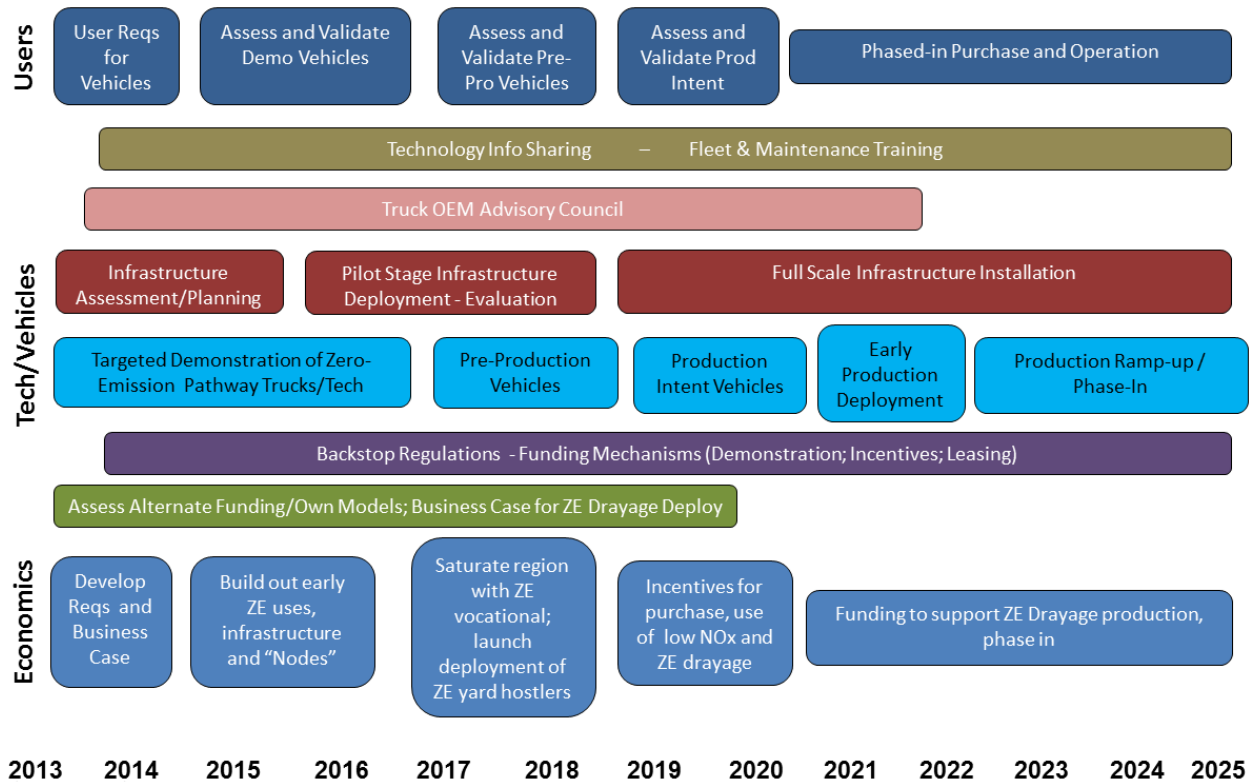 Users
User Reqs
for
Vehicles
Assess and Validate
Demo Vehicles
Assess and
Validate Pre-
Pro Vehicles
Assess and
Validate Prod
Intent
Phased-in Purchase and Operation
Technology Info Sharing – Fleet & Maintenance Training
Truck OEM Advisory Council
Tech/Vehicles
Infrastructure
Assessment/Planning
Pilot Stage Infrastructure
Deployment - Evaluation
Full Scale Infrastructure Installation
Targeted Demonstration of Zero-
Emission Pathway Trucks/Tech
Pre-Production
Vehicles
Production
Intent Vehicles
Early
Production
Deployment
Production Ramp-up /
Phase-In
Backstop Regulations - Funding Mechanisms (Demonstration; Incentives; Leasing)
Assess Alternate Funding/Own Models; Business Case for ZE Drayage Deploy
Economics
Develop
Reqs and
Business
Case
Build out early
ZE uses,
infrastructure
and “Nodes”
Saturate region
with ZE
vocational;
launch
deployment of
ZE yard hostlers
Incentives for
purchase, use
of low NOx and
ZE drayage
Funding to support ZE Drayage production,
phase in
2013 2014 2015 2016 2017 2018 2019 2020 2021 2022 2023 2024 2025